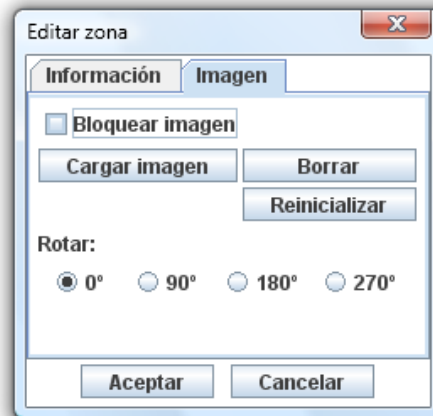 Editar zona
Información Imagen
Bloquear imagen
Cargar imagen Borrar
Reinicializar
Rotar:
0° 90° 180° 270°
Aceptar Cancelar